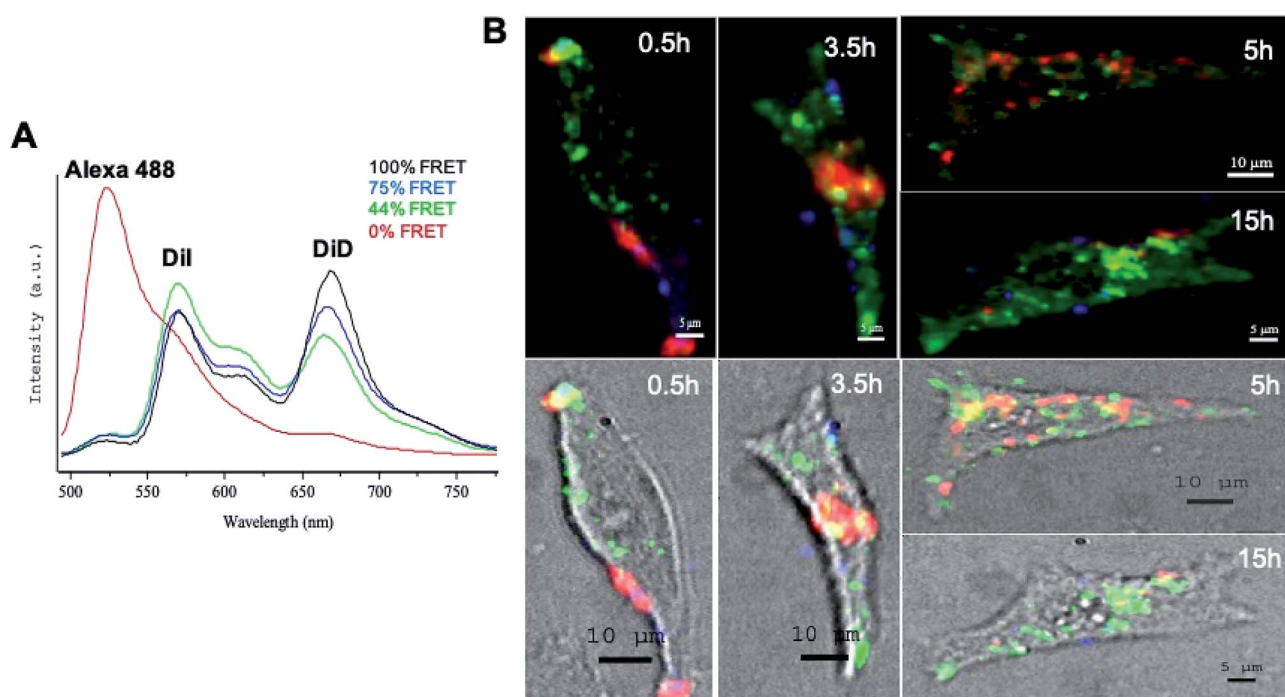 A
Alexa 488
DiI
DiD
100% FRET
75% FRET
44% FRET
0% FRET
Intensity (a.u.)
500 550 600 650 700 750
Wavelength (nm)
B
0.5h
5 μm
3.5h
5 μm
5h
10 μm
15h
5 μm
0.5h
10 μm
3.5h
10 μm
5h
10 μm
15h
5 μm